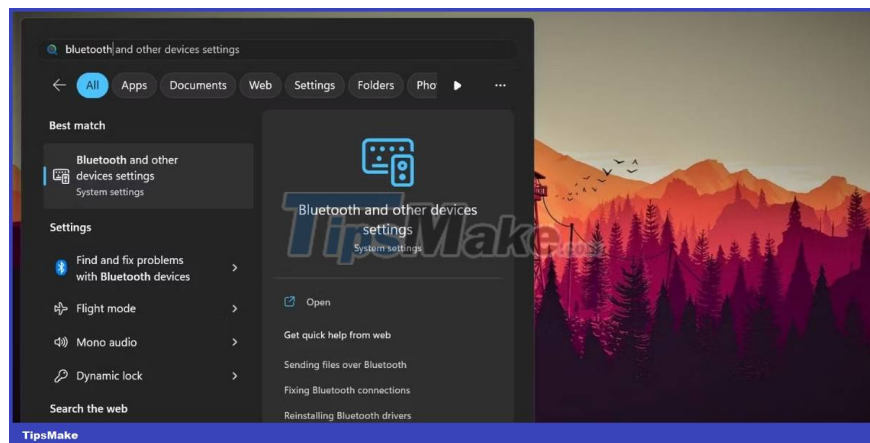 bluetooth and other devices settings
All Apps Documents Web Settings Folders Pho
Best match
Bluetooth and other
devices settings
System settings
Settings
Find and fix problems
with Bluetooth devices
Flight mode
Mono audio
Dynamic lock
Search the web
Bluetooth and other devices
settings
System settings
TipsMake.com
Open
Get quick help from web
Sending files over Bluetooth
Fixing Bluetooth connections
Reinstalling Bluetooth drivers
TipsMake